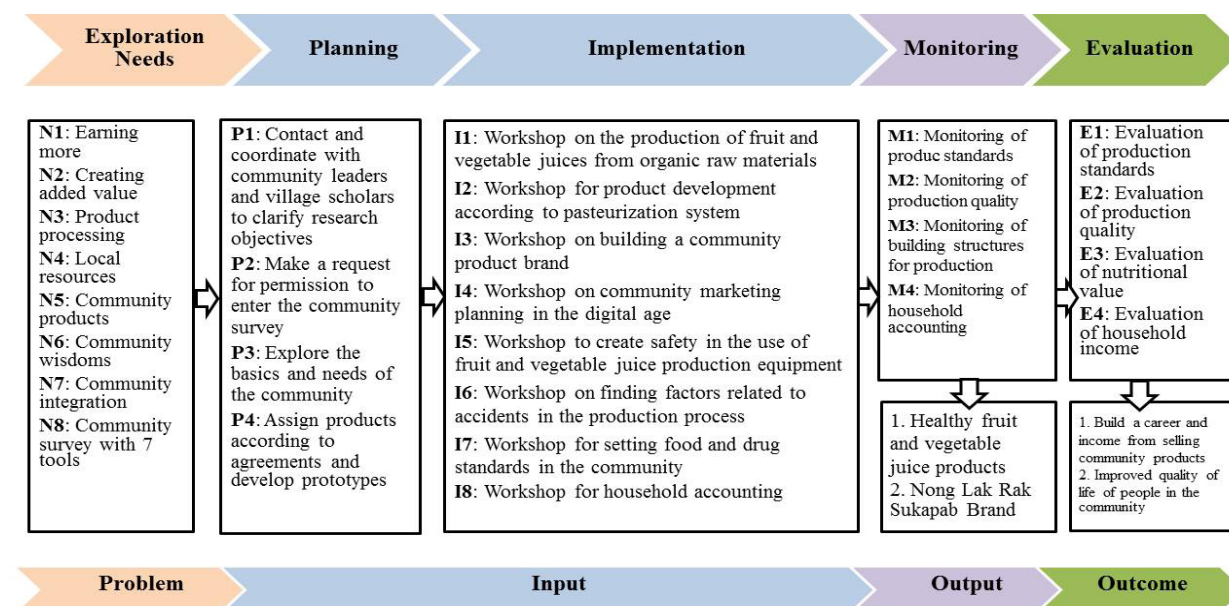 Exploration
Needs
Planning
Implementation
Monitoring
Evaluation
N1: Earning
more
N2: Creating
added value
N3: Product
processing
N4: Local
resources
N5: Community
products
N6: Community
wisdoms
N7: Community
integration
N8: Community
survey with 7
tools
P1: Contact and
coordinate with
community leaders
and village scholars
to clarify research
objectives
P2: Make a request
for permission to
enter the community
survey
P3: Explore the
basics and needs of
the community
P4: Assign products
according to
agreements and
develop prototypes
I1: Workshop on the production of fruit and
vegetable juices from organic raw materials
I2: Workshop for product development
according to pasteurization system
I3: Workshop on building a community
product brand
I4: Workshop on community marketing
planning in the digital age
I5: Workshop to create safety in the use of
fruit and vegetable juice production equipment
I6: Workshop on finding factors related to
accidents in the production process
I7: Workshop for setting food and drug
standards in the community
I8: Workshop for household accounting
M1: Monitoring of
produc standards
M2: Monitoring of
production quality
M3: Monitoring of
building structures
for production
M4: Monitoring of
household
accounting
E1: Evaluation
of production
standards
E2:
Evaluation of
production
quality
E3:
Evaluation
of nutritional
value
E4: Evaluation
of household
income
1. Healthy fruit
and vegetable
juice products
2. Nong Lak Rak
Sukapab Brand
1. Build a career and
income from selling
community products
2. Improved quality of
life of people in the
community
Problem
Input
Output
Outcome